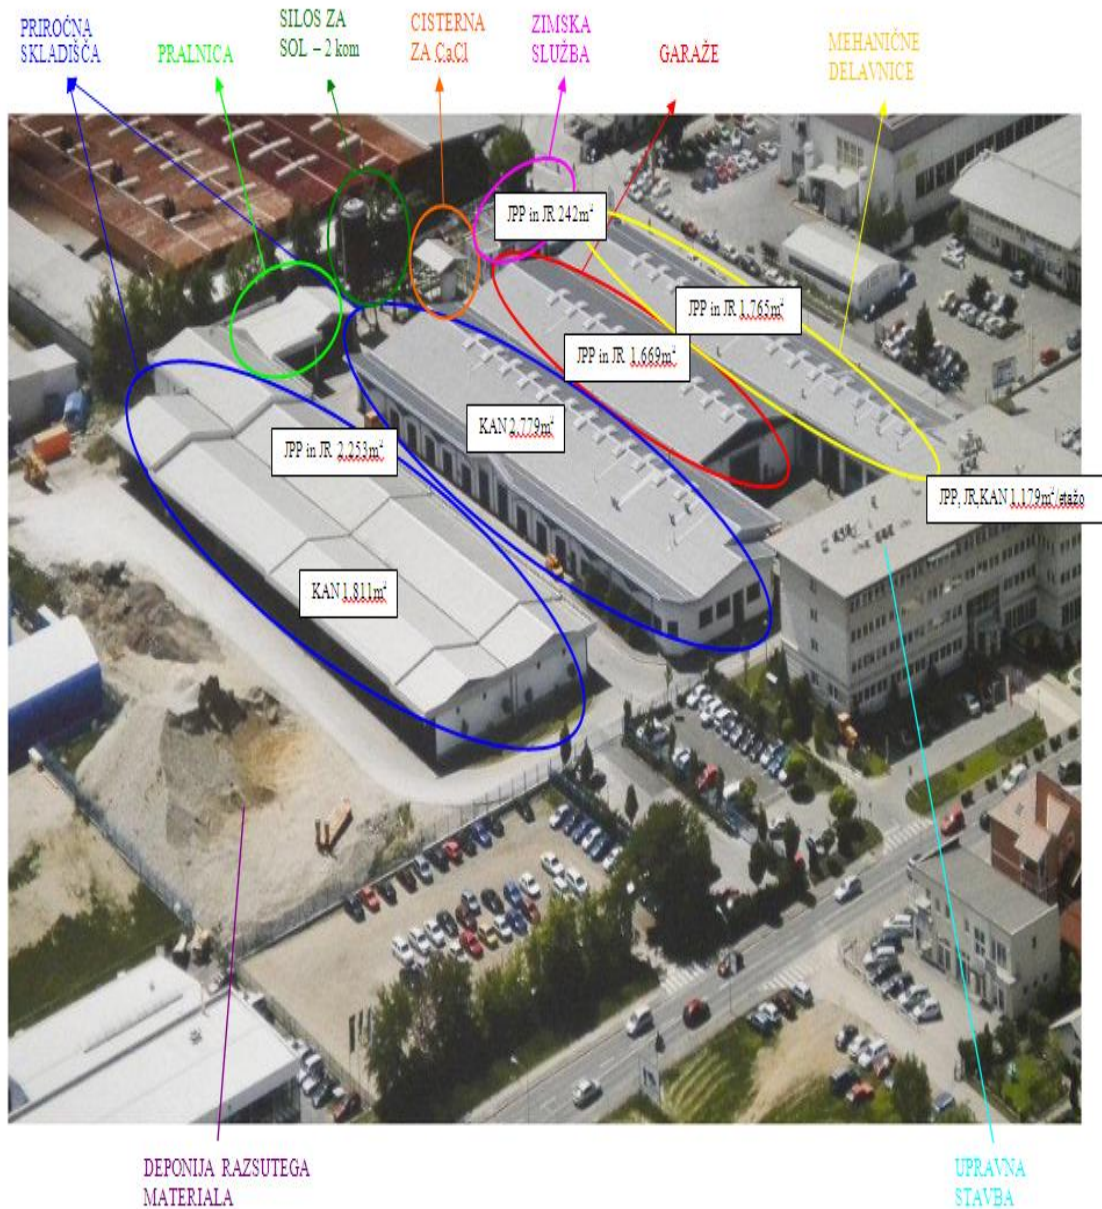 PRIROČNA
SKLADIŠČA
PRALNICA
SILOS ZA
SOL – 2 kom
CISTERNA
ZA CaCl
ZIMSKA
SLUŽBA
GARAŽE
MEHANIČNE
DELAVNICE
JPP in JR 242m²
JPP in JR 1.765m²
JPP in JR 1.669m²
KAN 2.779m²
JPP in JR 2.253m²
JPP, JR,KAN 1.179m²/etažo
KAN 1.811m²
DEPONIJA RAZSUTEGA
MATERIALA
UPRAVNA
STAVBA